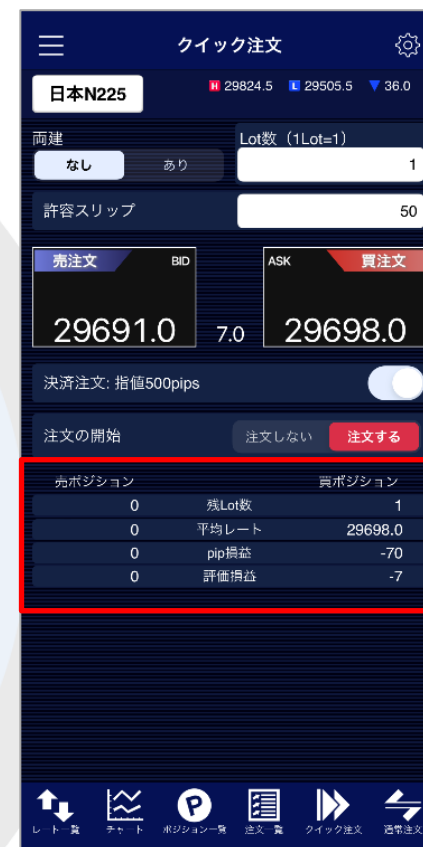 クイック注文
日本N225
H 29824.5 L 29505.5 ▼ 36.0
両建 Lot数（1Lot=1）
なし あり 1
許容スリップ 50
売注文 BID ASK 買注文
29691.0 7.0 29698.0
決済注文: 指値500pips
注文の開始 注文しない 注文する
売ポジション 買ポジション
0 残Lot数 1
0 平均レート 29698.0
0 pip損益 -70
0 評価損益 -7
P
レート一覧 チャート ポジション一覧 注文一覧 クイック注文 通常注文